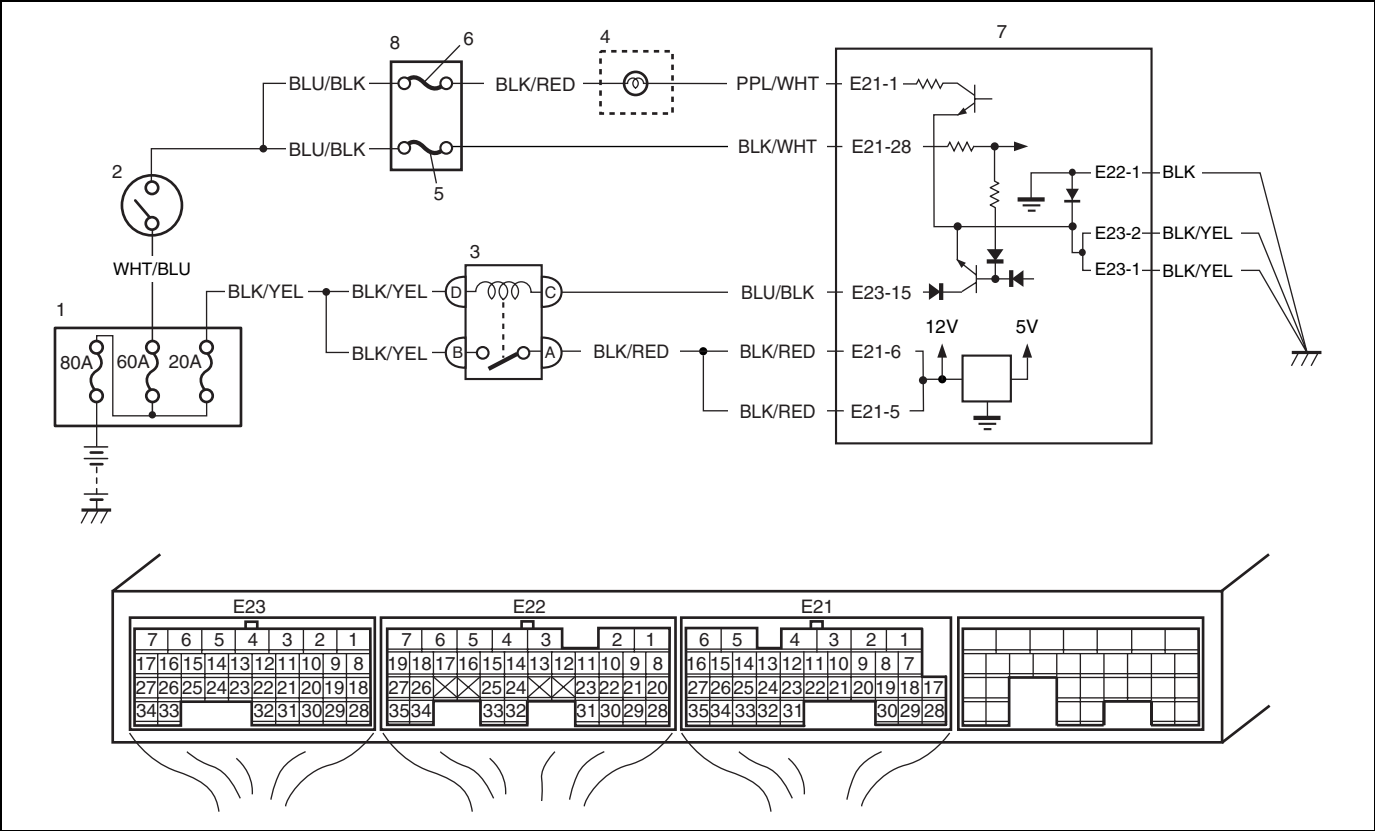 7
8 6 4
BLU/BLK BLK/RED PPL/WHT E21-1
BLU/BLK BLK/WHT E21-28
2 5
E22-1 BLK
E23-2 BLK/YEL
E23-1 BLK/YEL
3
WHT/BLU
BLK/YEL BLK/YEL D C BLU/BLK E23-15
1
12V 5V
80A 60A 20A
BLK/YEL B A BLK/RED BLK/RED E21-6
BLK/RED E21-5
E23 E22 E21
7 6 5 4 3 2 1 7 6 5 4 3 2 1 6 5 4 3 2 1
17 16 15 14 13 12 11 10 9 8 19 18 17 16 15 14 13 12 11 10 9 8 16 15 14 13 12 11 10 9 8 7
27 26 25 24 23 22 21 20 19 18 27 26 25 24 23 22 21 20 27 26 25 24 23 22 21 20 19 18 17
34 33 32 31 30 29 28 35 34 33 32 31 30 29 28 35 34 33 32 31 30 29 28